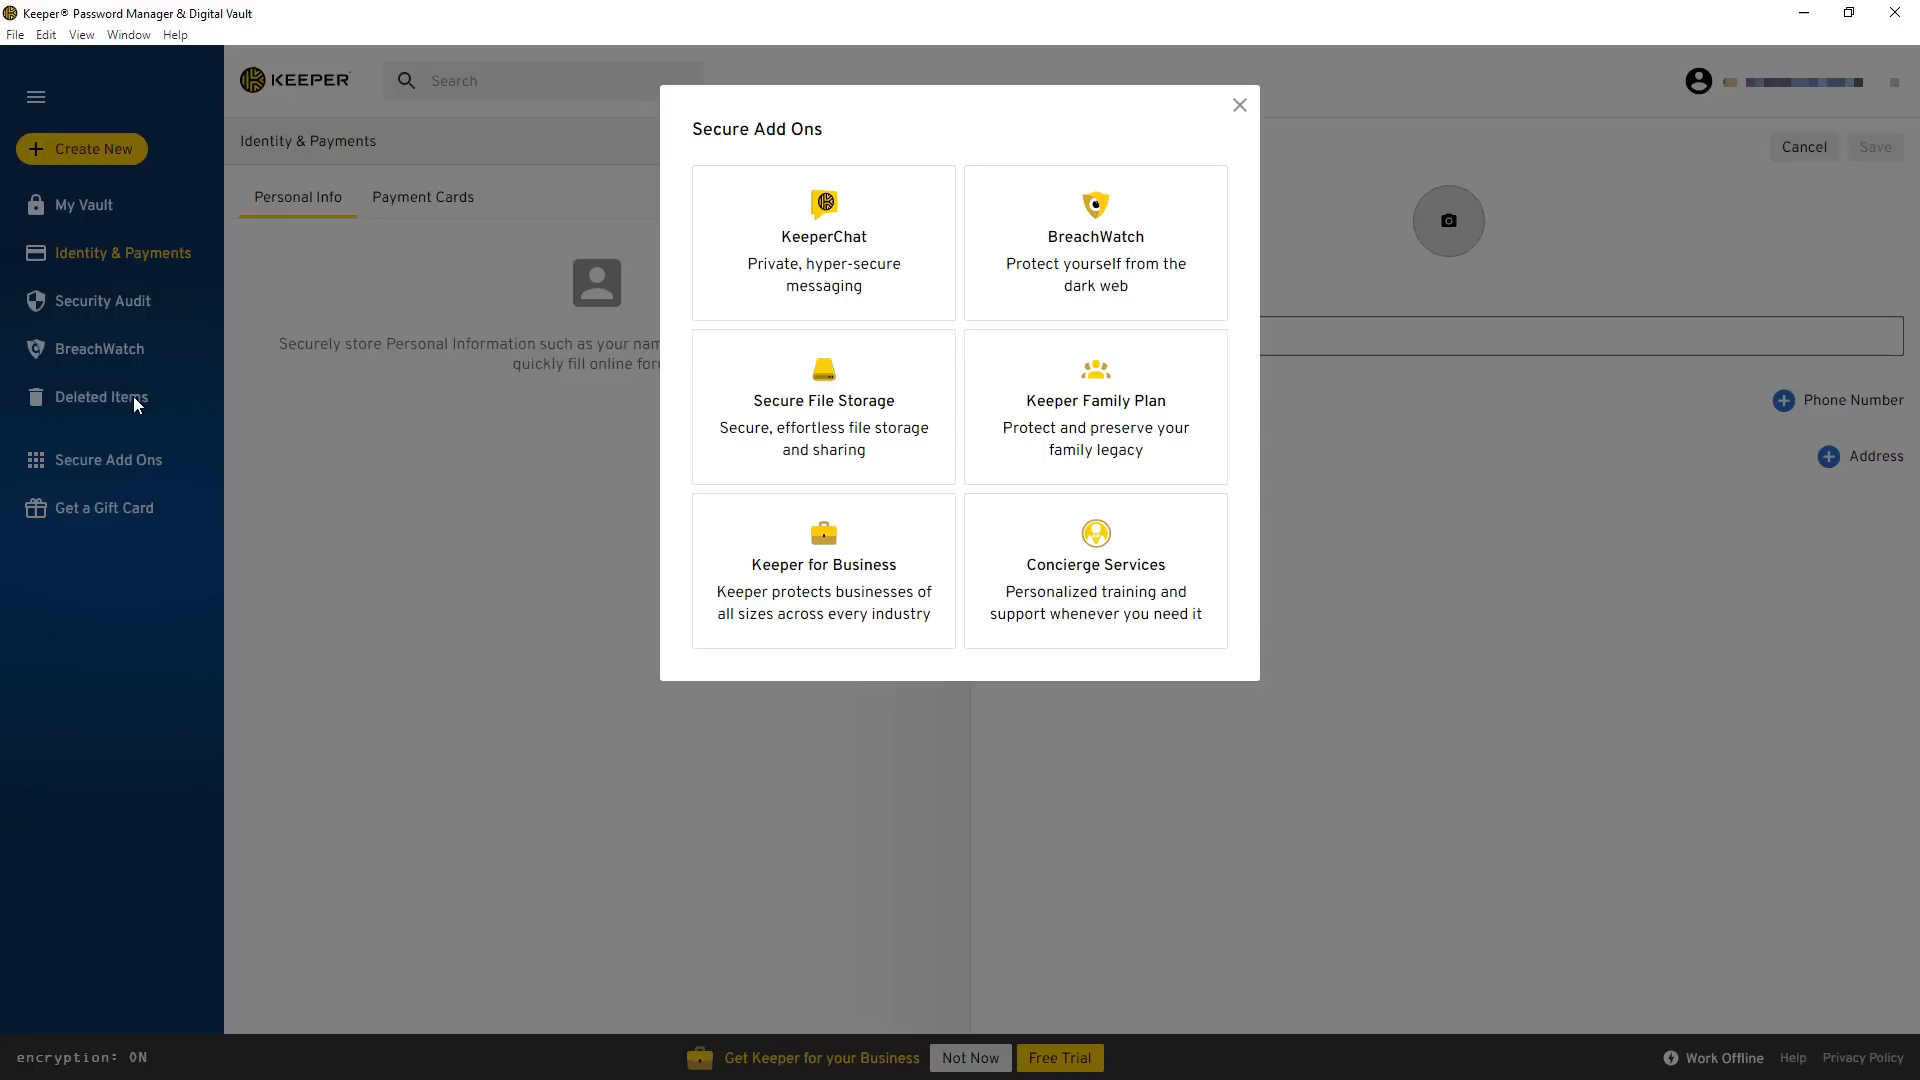 Keeper® Password Manager & Digital Vault
File Edit View Window Help
KEEPER
Search
Create New
My Vault
Identity & Payments
Security Audit
BreachWatch
Deleted Items
Secure Add Ons
Get a Gift Card
Identity & Payments
Cancel Save
Personal Info Payment Cards
Securely store Personal Information such as your
quickly fill online
Secure Add Ons
KeeperChat
Private, hyper-secure
messaging
BreachWatch
Protect yourself from the
dark web
Secure File Storage
Secure, effortless file storage
and sharing
Keeper Family Plan
Protect and preserve your
family legacy
Keeper for Business
Keeper protects businesses of
all sizes across every industry
Concierge Services
Personalized training and
support whenever you need it
Phone Number
Address
encryption: ON
Get Keeper for your Business Not Now Free Trial
Work Offline Help Privacy Policy